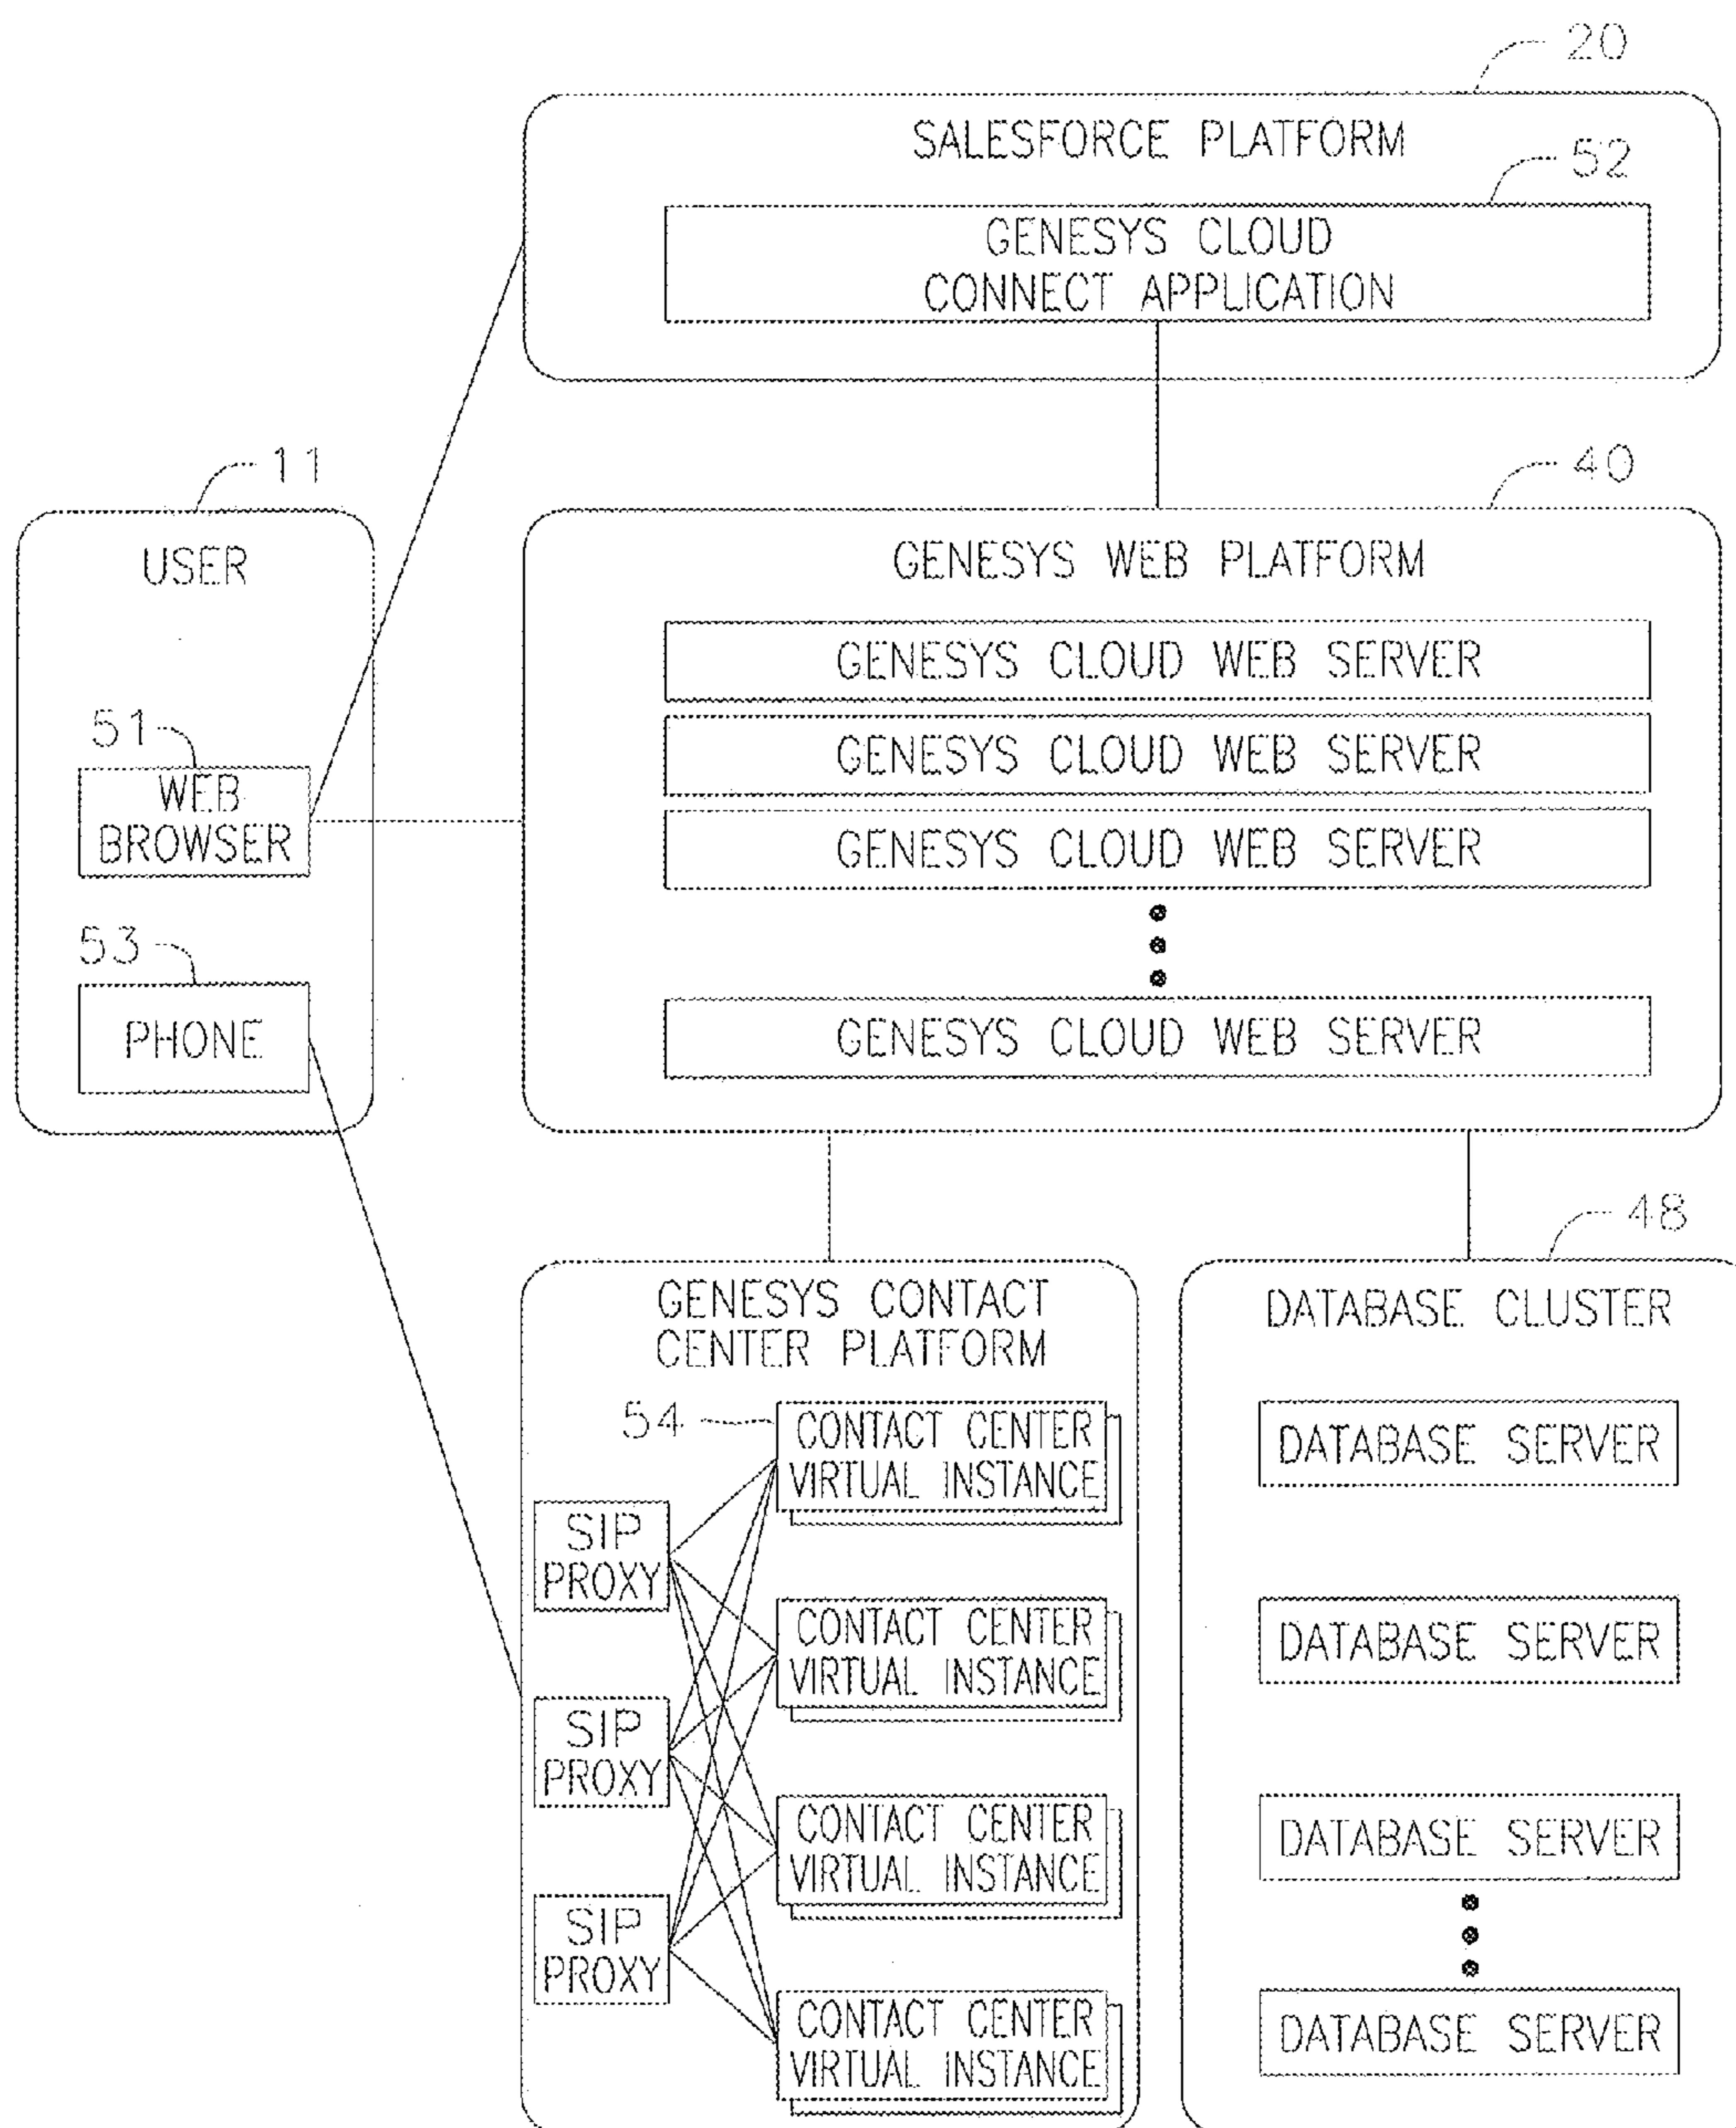 20
SALESFORCE PLATFORM
52
GENESYS CLOUD
CONNECT APPLICATION
11
USER
51
WEB
BROWSER
53
PHONE
40
GENESYS WEB PLATFORM
GENESYS CLOUD WEB SERVER
GENESYS CLOUD WEB SERVER
GENESYS CLOUD WEB SERVER
GENESYS CLOUD WEB SERVER
GENESYS CONTACT
CENTER PLATFORM
54
CONTACT CENTER
VIRTUAL INSTANCE
SIP
PROXY
CONTACT CENTER
VIRTUAL INSTANCE
SIP
PROXY
CONTACT CENTER
VIRTUAL INSTANCE
SIP
PROXY
CONTACT CENTER
VIRTUAL INSTANCE
48
DATABASE CLUSTER
DATABASE SERVER
DATABASE SERVER
DATABASE SERVER
DATABASE SERVER